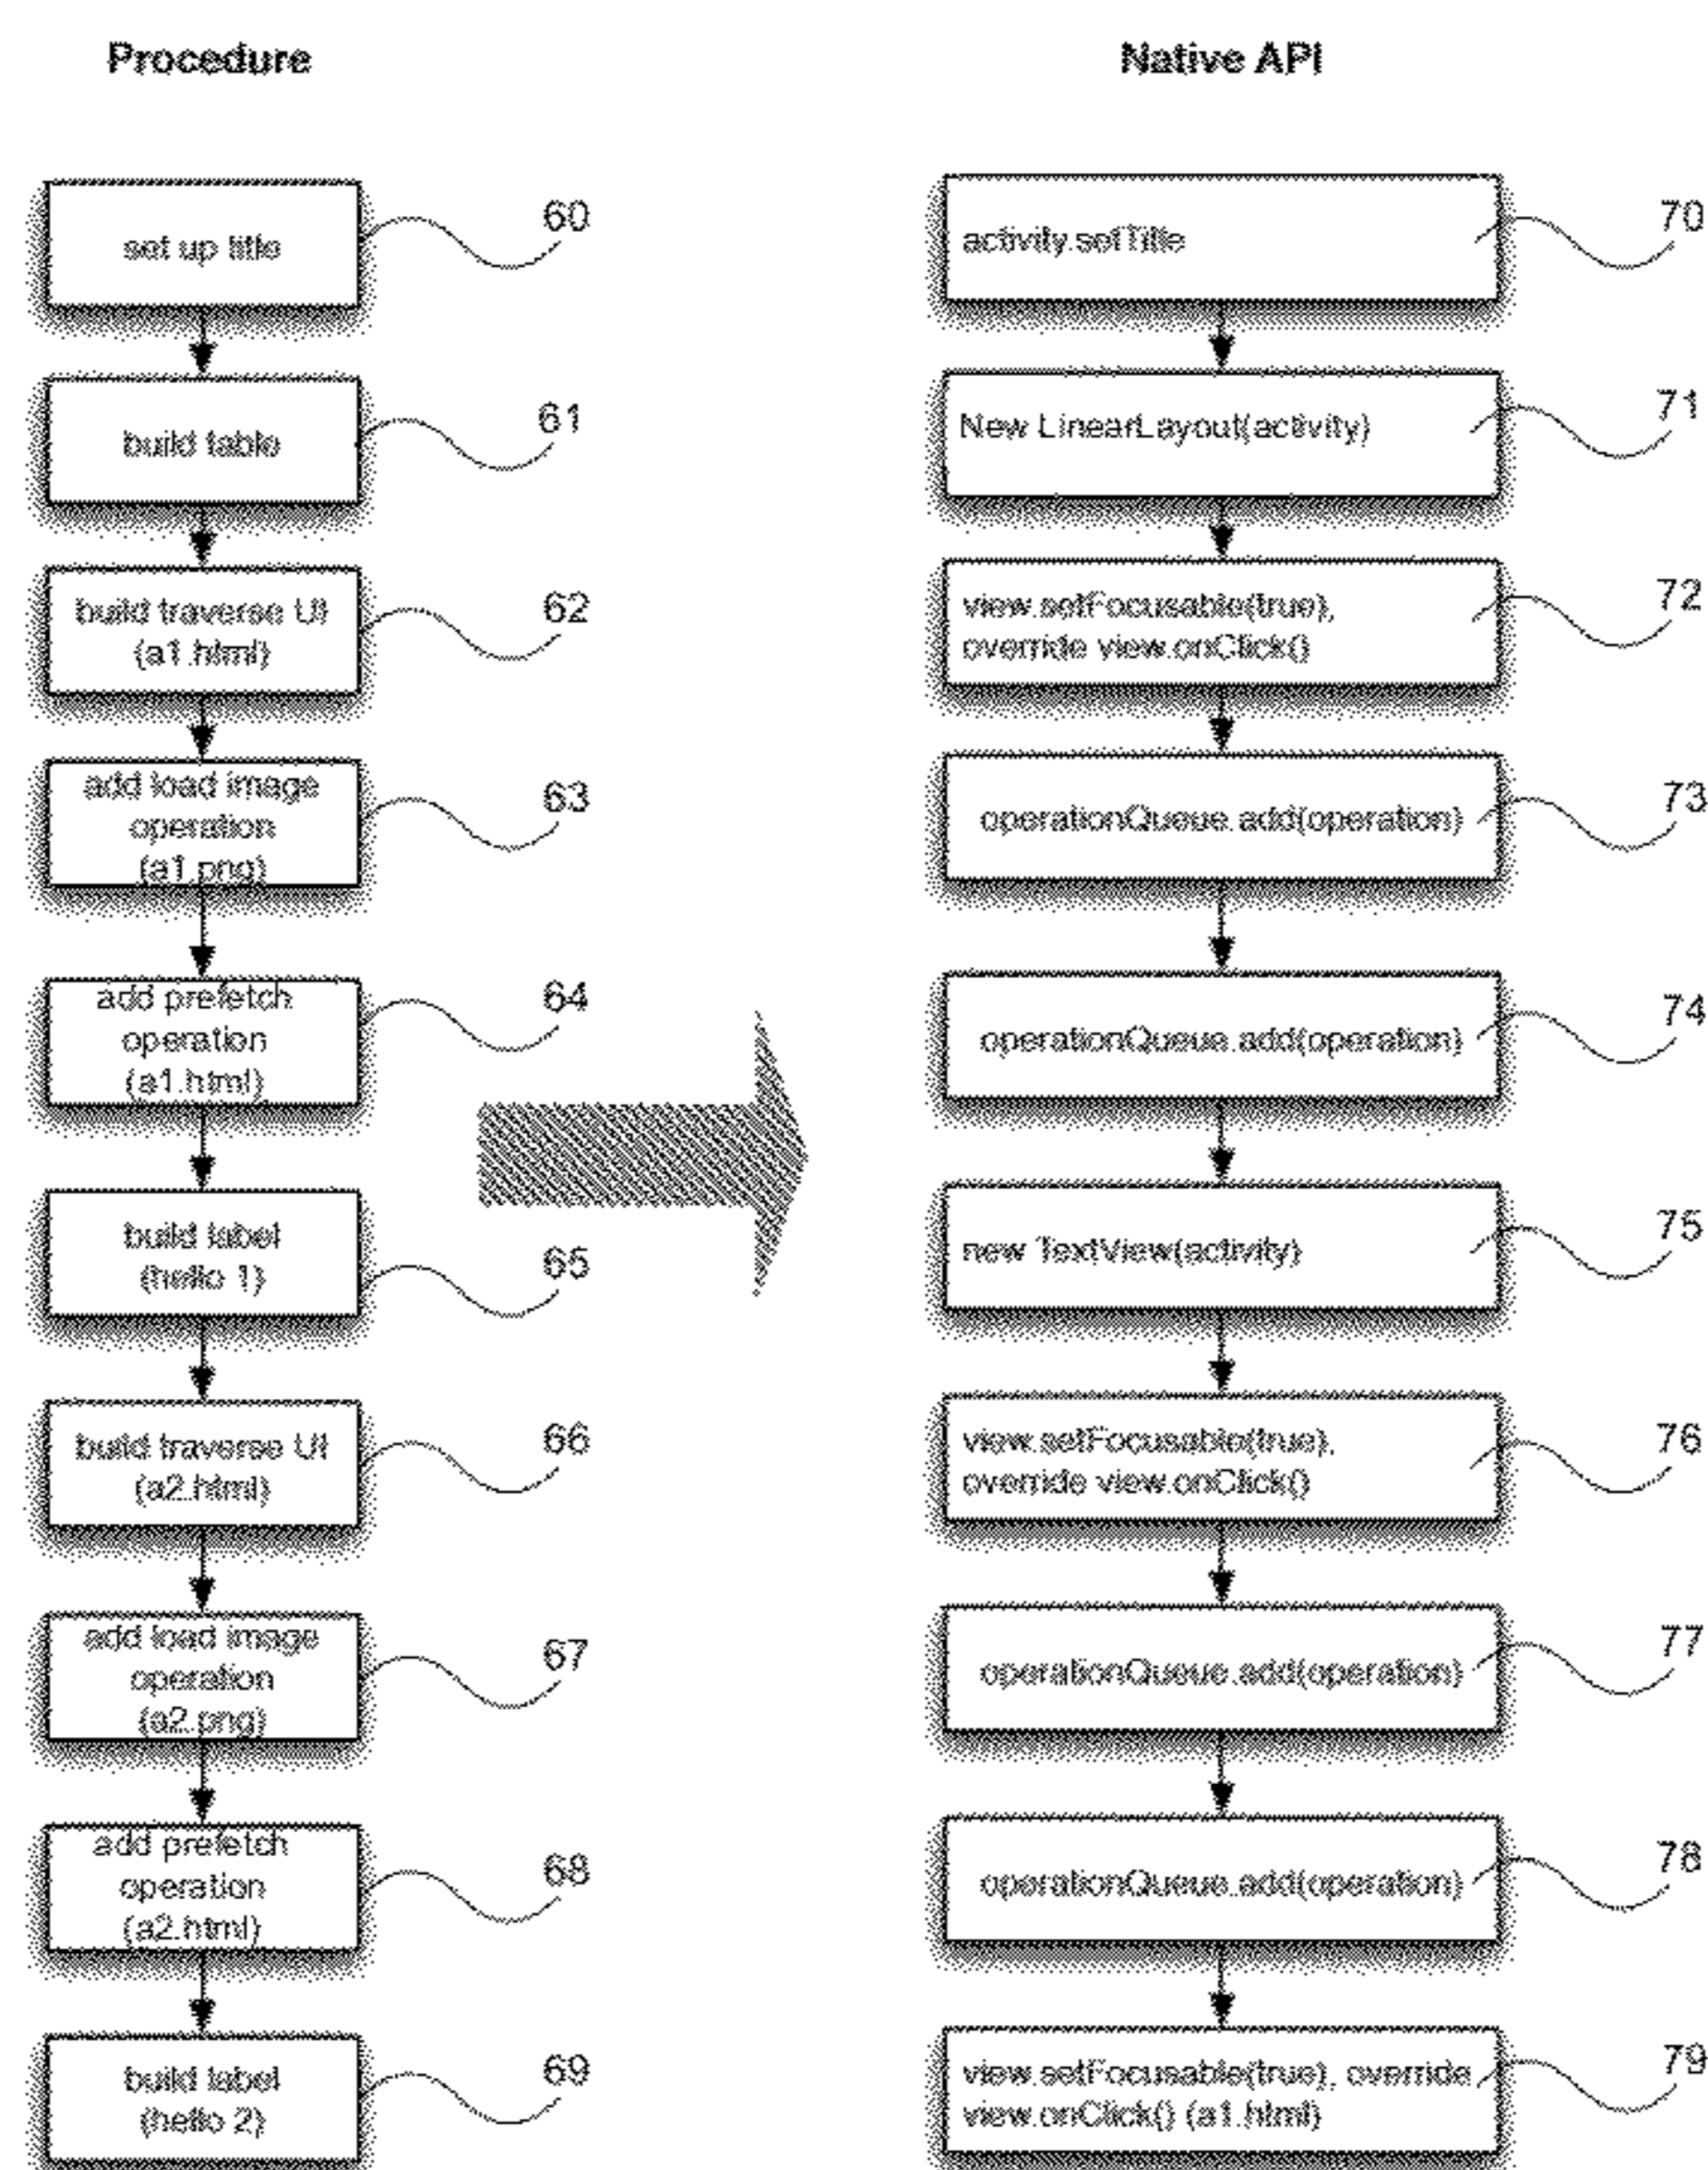 Procedure
Native API
set up title
60
build table
61
build traverse UI
(a1.html)
62
add load image
operation
(a1.png)
63
add prefetch
operation
(a1.html)
64
build label
(hello 1)
65
build traverse UI
(a2.html)
66
add load image
operation
(a2.png)
67
add prefetch
operation
(a2.html)
68
build label
(hello 2)
69
activity.setTitle
70
New LinearLayout(activity)
71
view.setFocusable(true),
override view.onClick()
72
operationQueue.add(operation)
73
operationQueue.add(operation)
74
new TextView(activity)
75
view.setFocusable(true),
override view.onClick()
76
operationQueue.add(operation)
77
operationQueue.add(operation)
78
view.setFocusable(true), override
view.onClick() (a1.html)
79